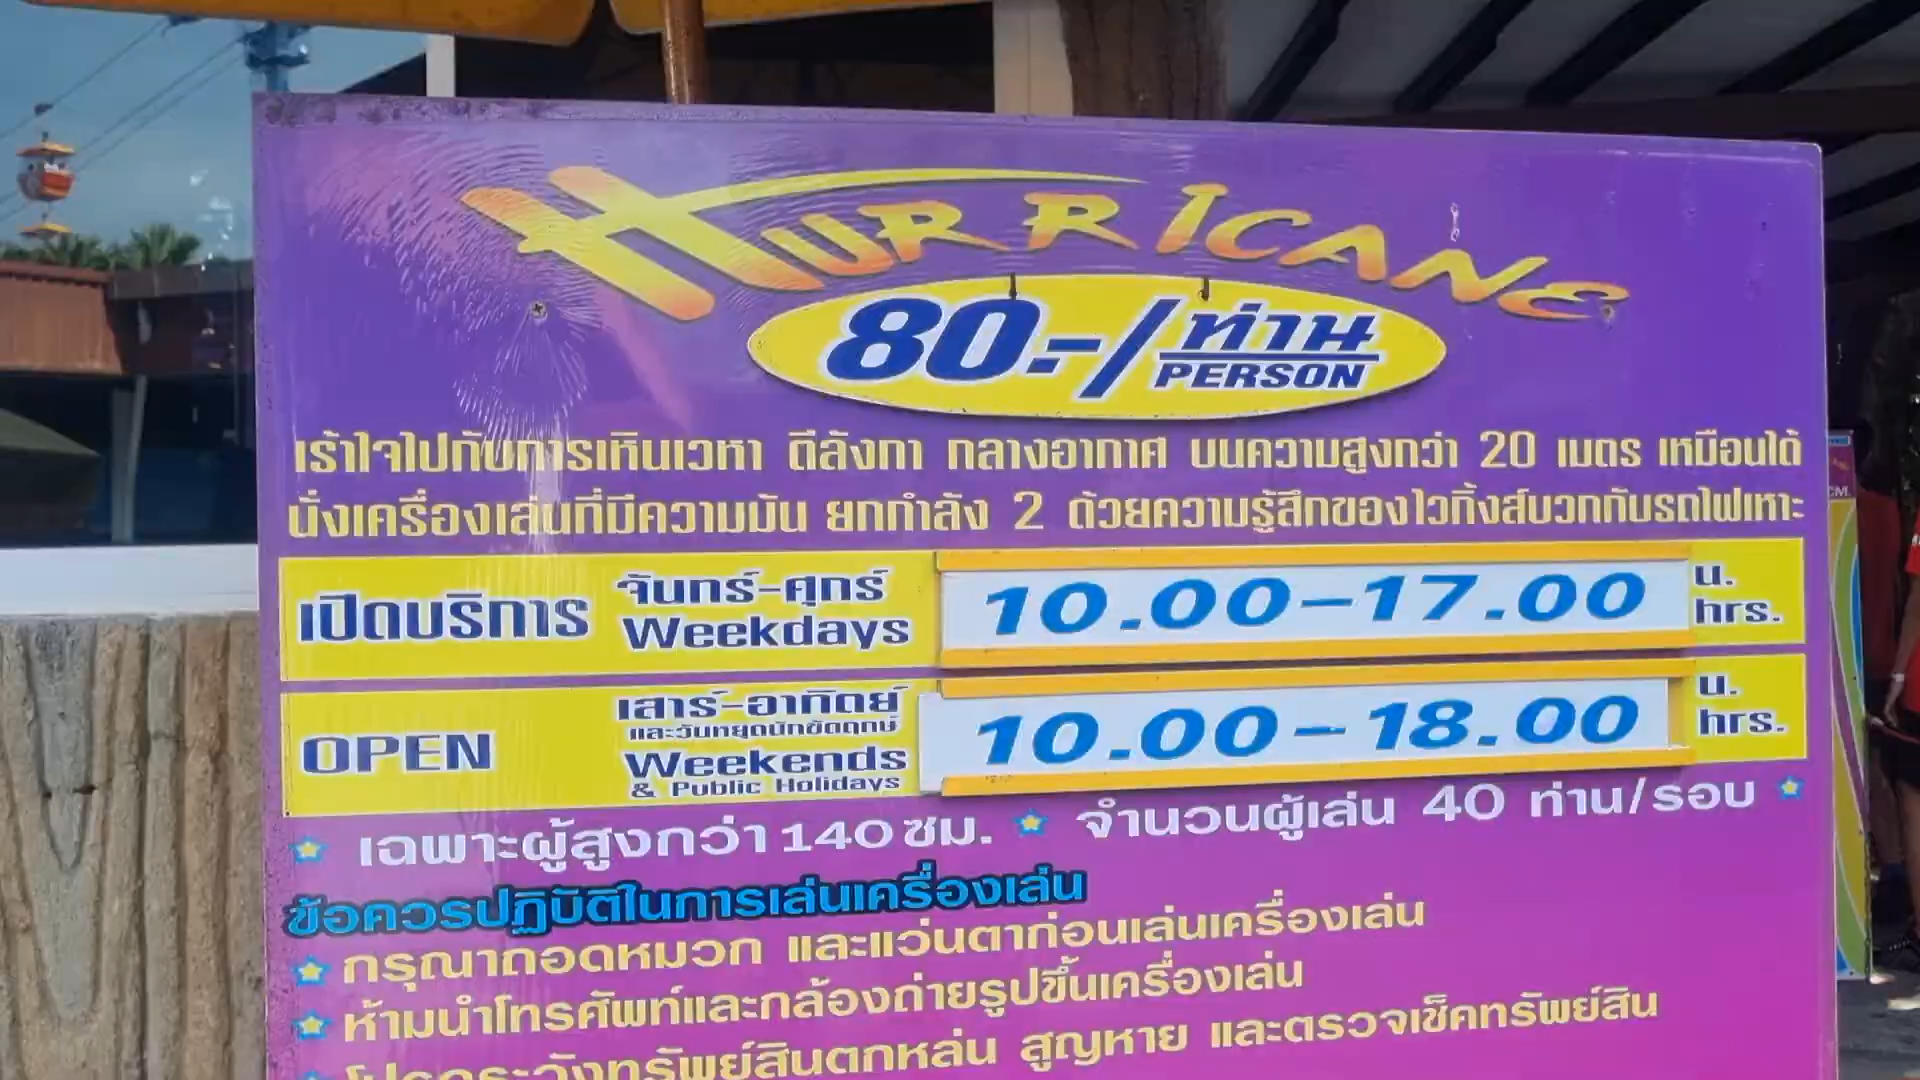 HURRICANE
80.-/ท่าน
PERSON
เร้าใจไปกับการเหินเวหา ตีลังกา กลางอากาศ บนความสูงกว่า 20 เมตร เหมือนได้
นั่งเครื่องเล่นที่มีความมัน ยกกำลัง 2 ด้วยความรู้สึกของไวกิ้งส์บวกกับรถไฟเหาะ
เปิดบริการ จันทร์-ศุกร์ Weekdays 10.00-17.00 น. hrs.
OPEN เสาร์-อาทิตย์ และวันหยุดนักขัตฤกษ์ Weekends & Public Holidays 10.00-18.00 น. hrs.
เฉพาะผู้สูงกว่า 140 ซม. จำนวนผู้เล่น 40 ท่าน/รอบ
ข้อควรปฏิบัติในการเล่นเครื่องเล่น
กรุณาถอดหมวก และแว่นตาก่อนเล่นเครื่องเล่น
ห้ามนำโทรศัพท์และกล้องถ่ายรูปขึ้นเครื่องเล่น
โปรดระวังทรัพย์สินตกหล่น สูญหาย และตรวจเช็คทรัพย์สิน
CM.